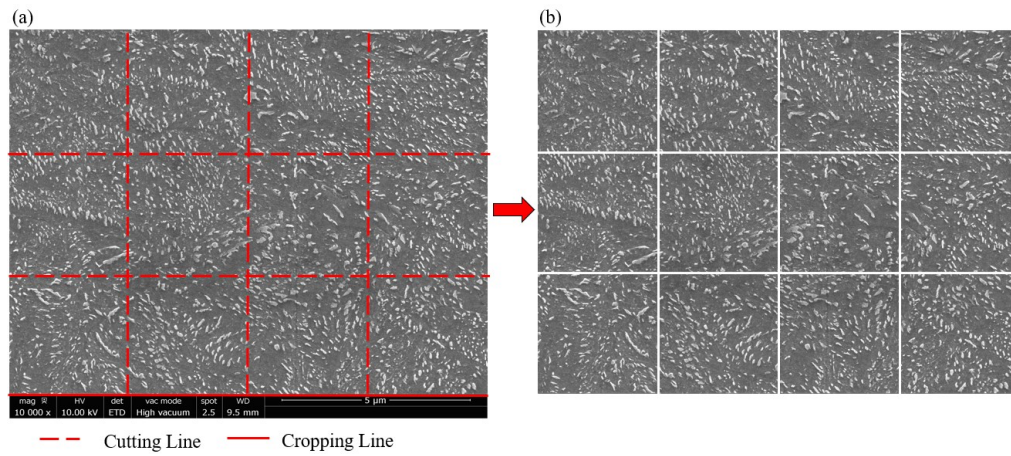 (a)
(b)
mag HV det vac mode spot WD
5 µm
10 000 x 10.00 kV ETD High vacuum 2.5 9.5 mm
Cutting Line Cropping Line